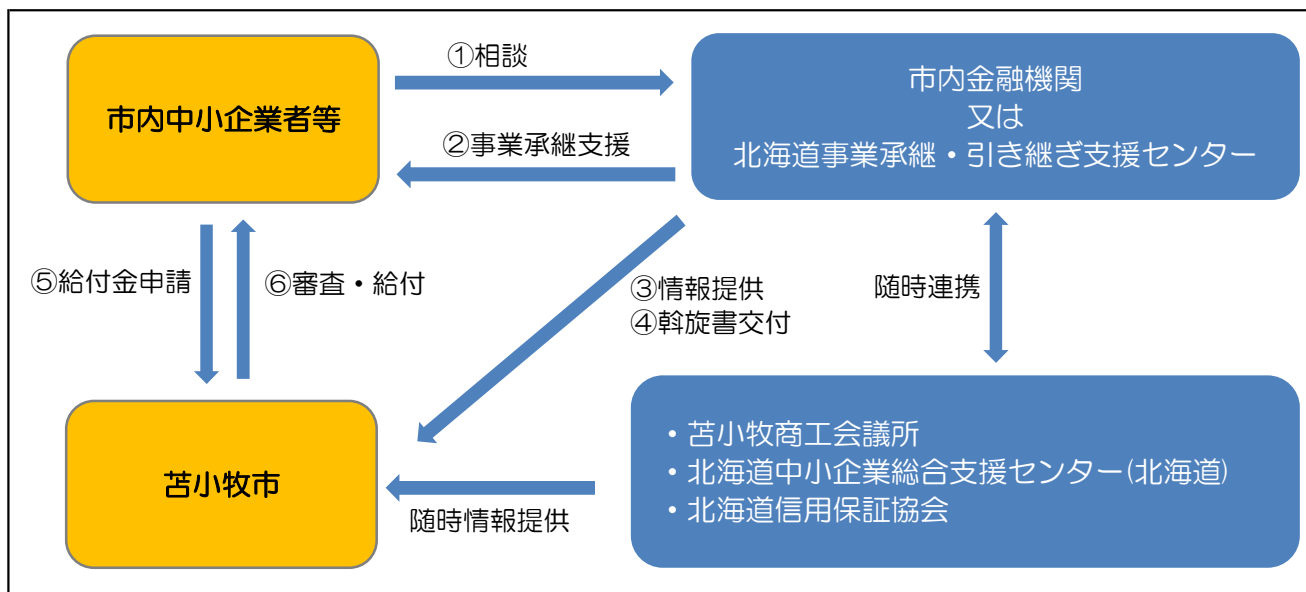 ①相談
市内中小企業者等
市内金融機関
又は
北海道事業承継・引き継ぎ支援センター
②事業承継支援
⑤給付金申請
⑥審査・給付
③情報提供
④斡旋書交付
随時連携
苫小牧市
・苫小牧商工会議所
・北海道中小企業総合支援センター(北海道)
・北海道信用保証協会
随時情報提供